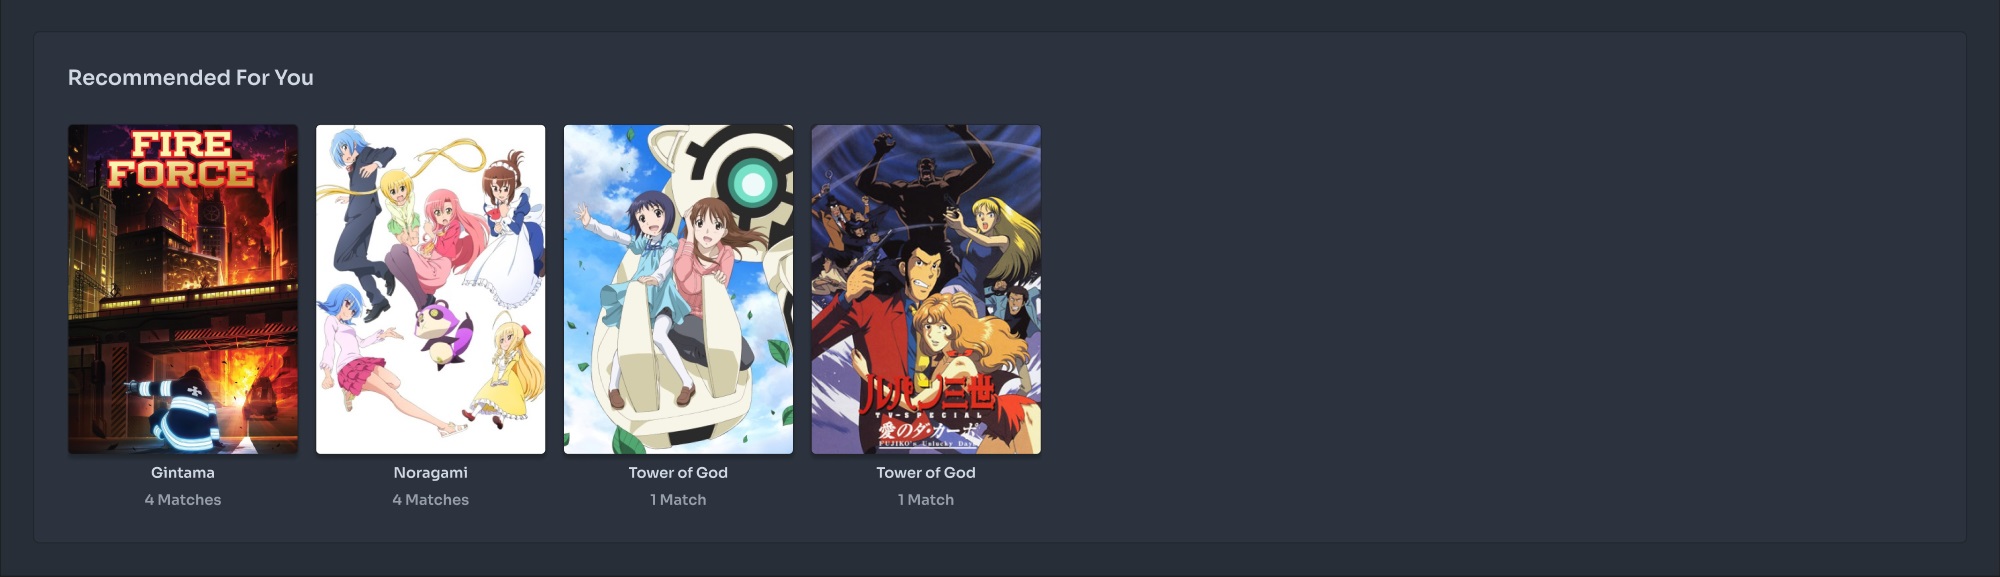 Recommended For You
FIRE
FORCE
ルパン三世
TV-SPECIAL
愛のダ・カーポ
FUJIKO's Unlucky Days
Gintama
Noragami
Tower of God
Tower of God
4 Matches
4 Matches
1 Match
1 Match